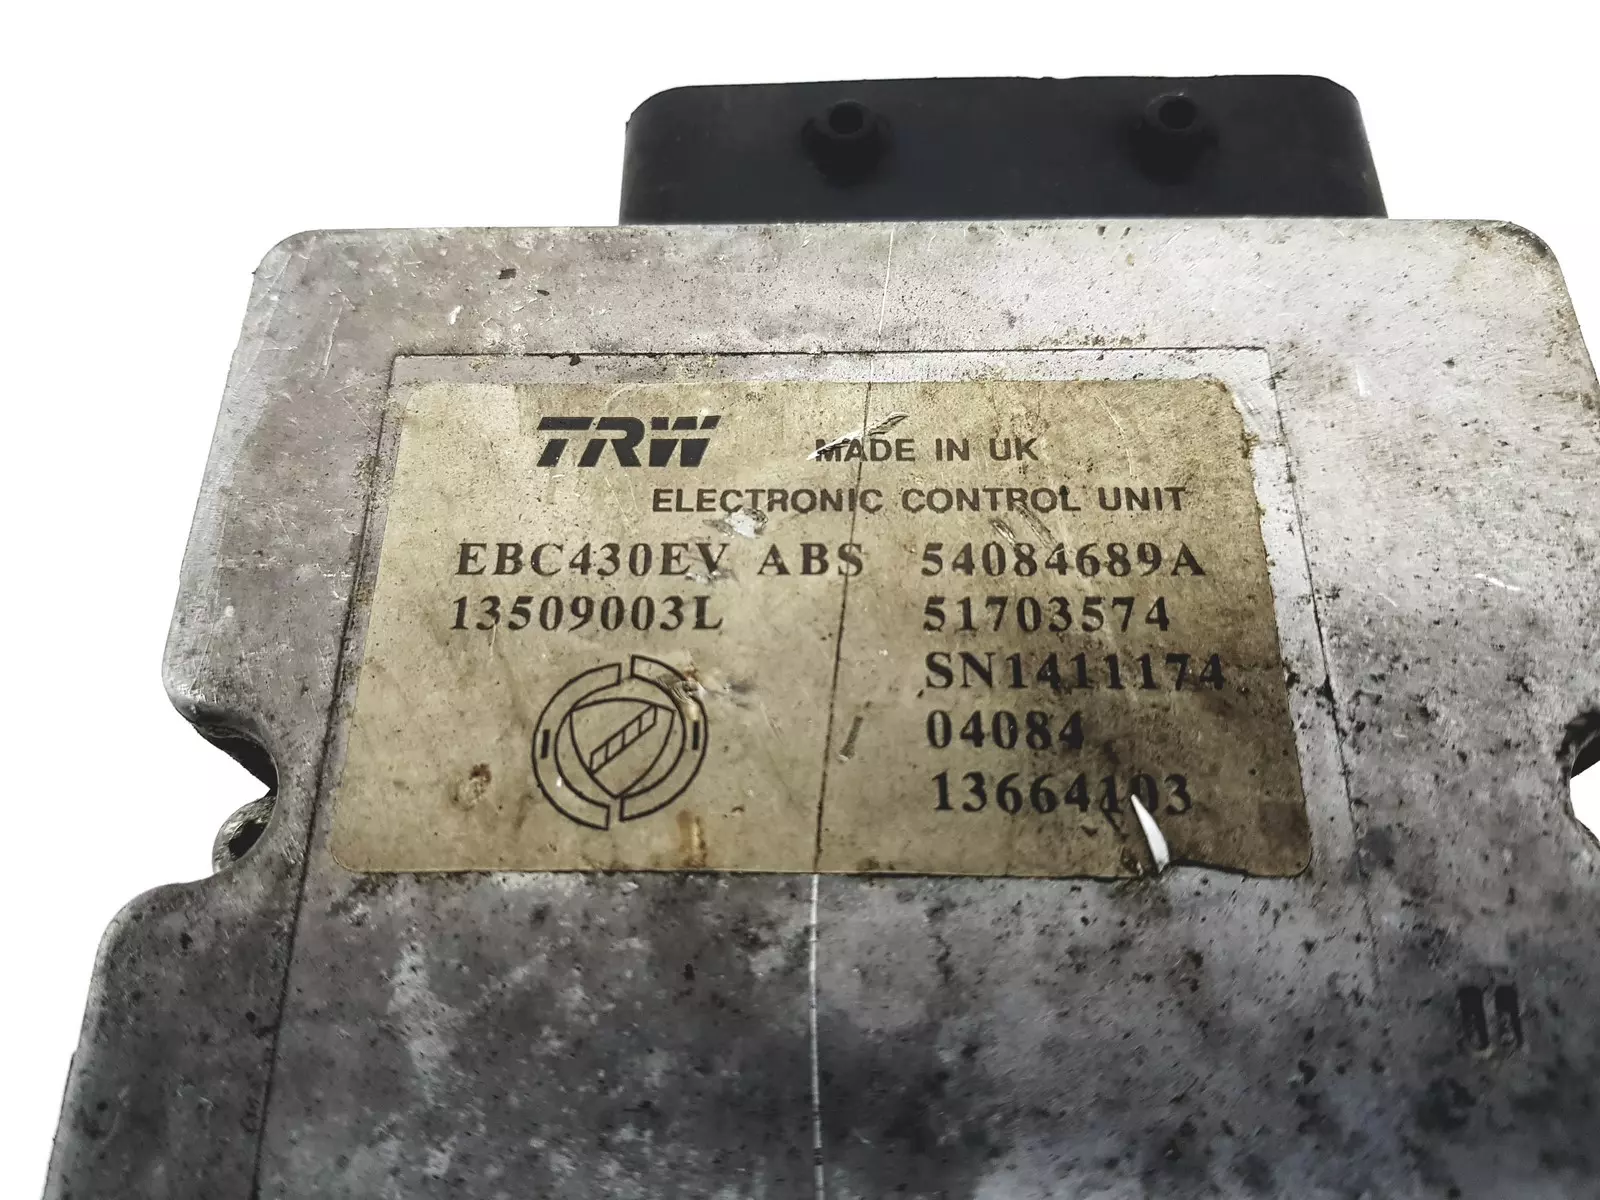 TRW MADE IN UK
ELECTRONIC CONTROL UNIT
EBC430EV ABS 54084689A
13509003L 51703574
SN1411174
04084
13664103